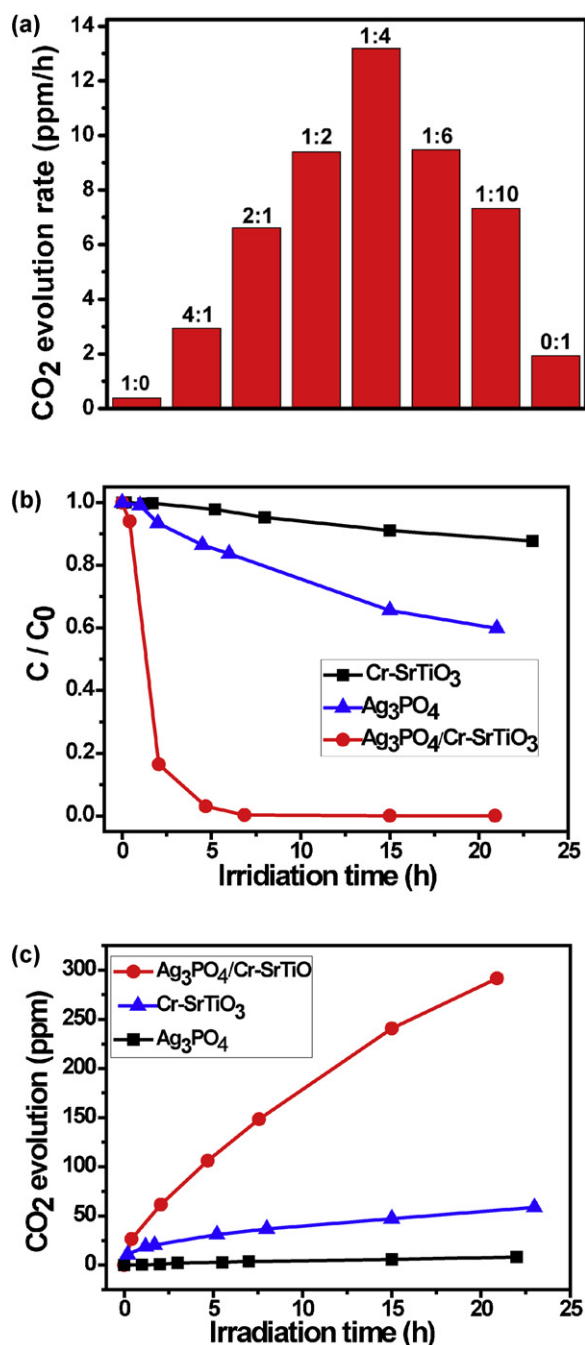 (a)
CO2 evolution rate (ppm/h)
14
12
10
8
6
4
2
0
1:0
4:1
2:1
1:2
1:4
1:6
1:10
0:1
(b)
C / C0
1.0
0.8
0.6
0.4
0.2
0.0
Cr-SrTiO3
Ag3PO4
Ag3PO4/Cr-SrTiO3
0 5 10 15 20 25
Irridiation time (h)
(c)
CO2 evolution (ppm)
300
250
200
150
100
50
0
Ag3PO4/Cr-SrTiO
Cr-SrTiO3
Ag3PO4
0 5 10 15 20 25
Irradiation time (h)